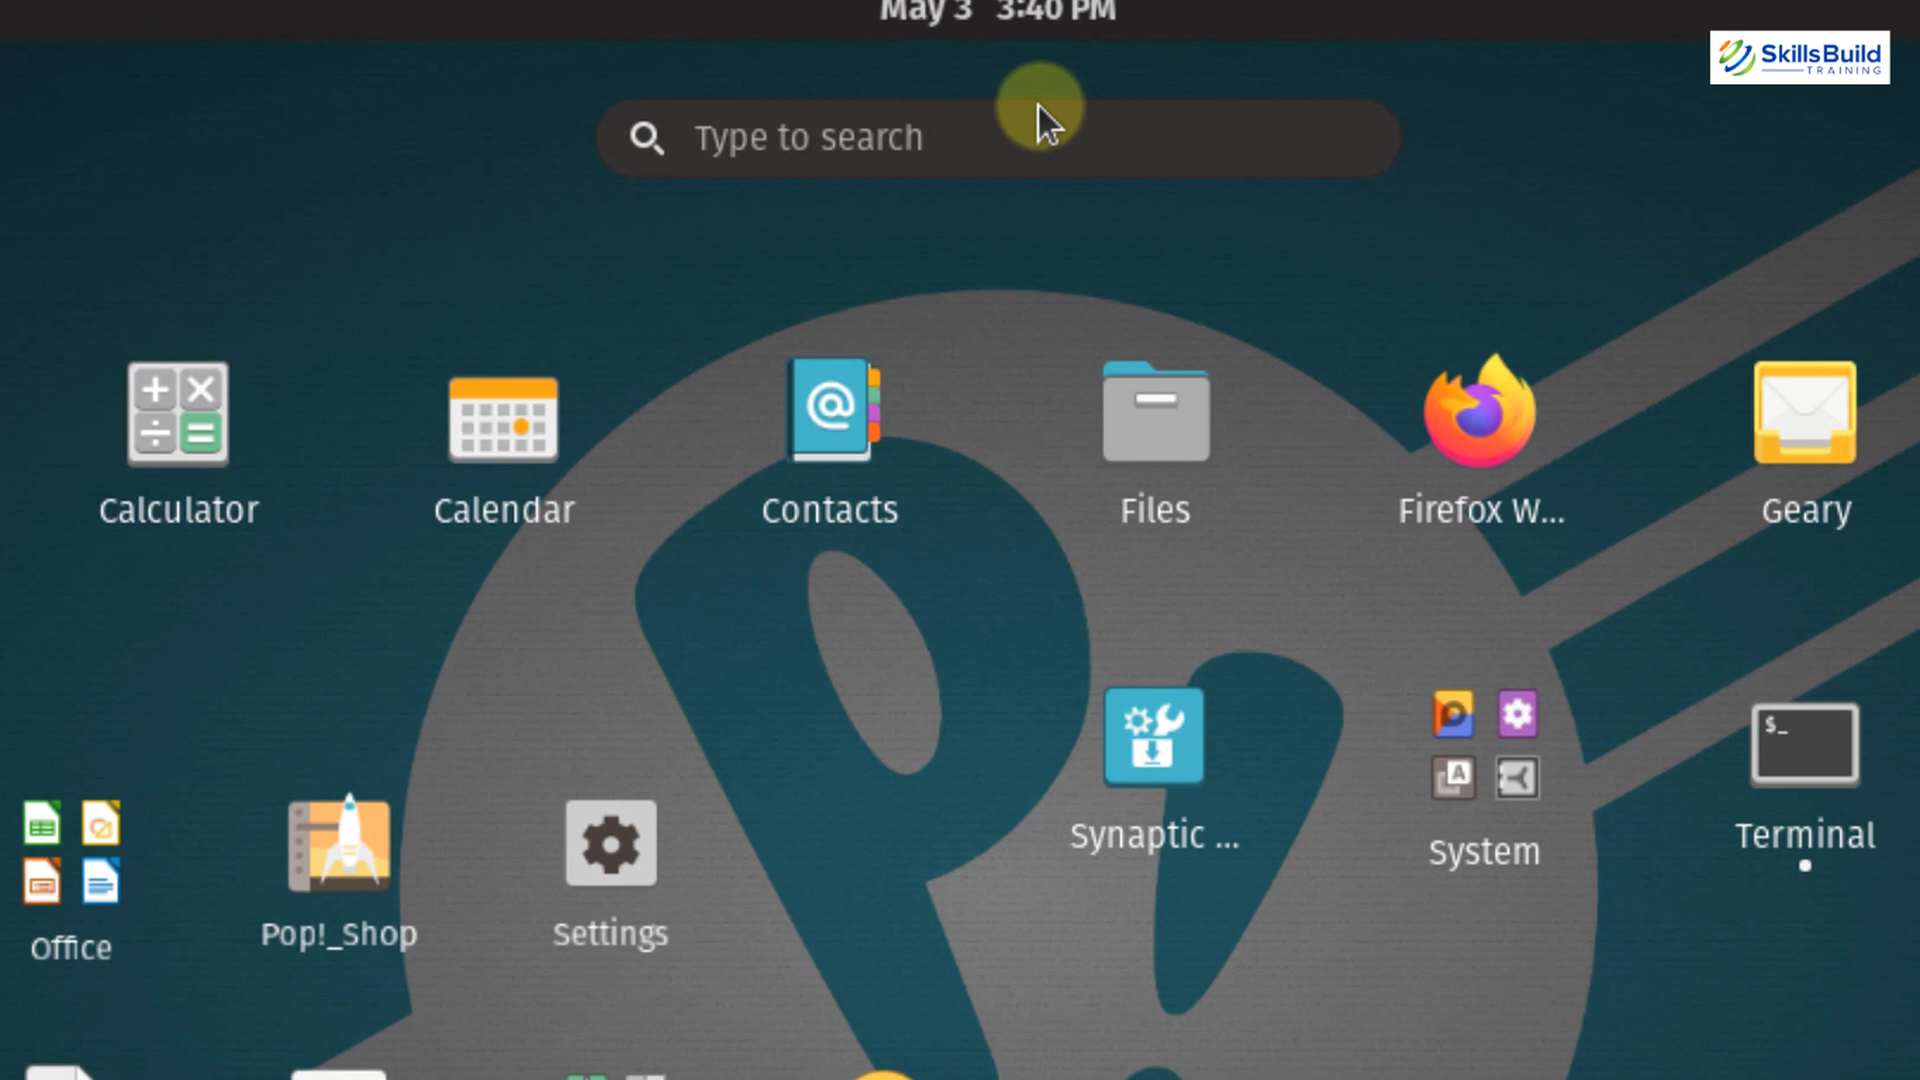 May 3 3:40 PM
SkillsBuild
TRAINING
Type to search
Calculator
Calendar
Contacts
Files
Firefox W...
Geary
$_
A
Synaptic ...
System
Terminal
Office
Pop!_Shop
Settings